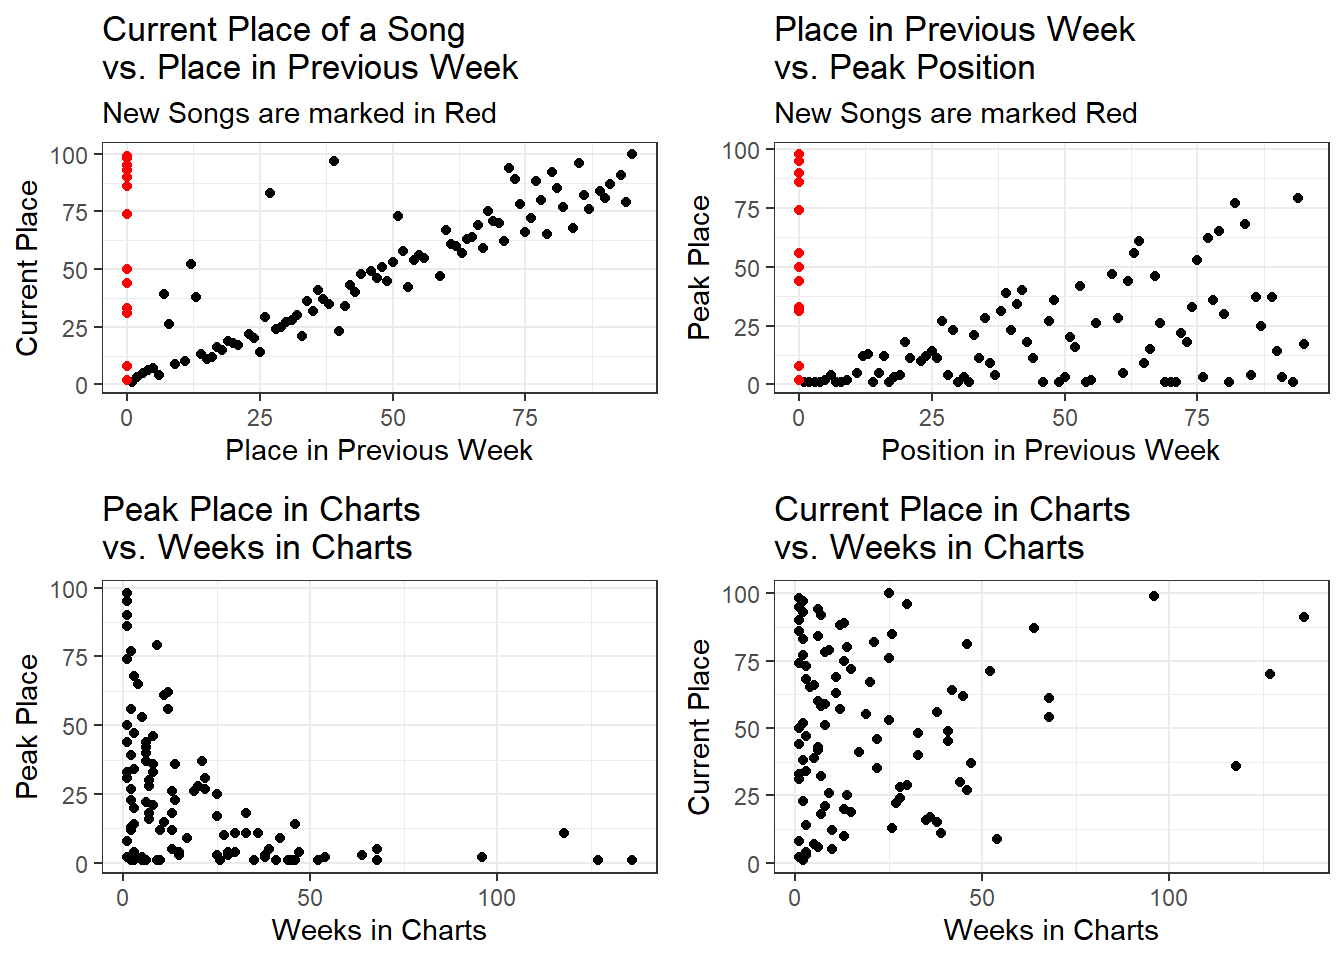 Current Place of a Song
vs. Place in Previous Week
New Songs are marked in Red
100
75
50
25
0
Current Place
0
25
50
75
Place in Previous Week
Place in Previous Week
vs. Peak Position
New Songs are marked Red
100
75
50
25
0
Peak Place
0
25
50
75
Position in Previous Week
Peak Place in Charts
vs. Weeks in Charts
100
75
50
25
0
Peak Place
0
50
100
Weeks in Charts
Current Place in Charts
vs. Weeks in Charts
100
75
50
25
0
Current Place
0
50
100
Weeks in Charts